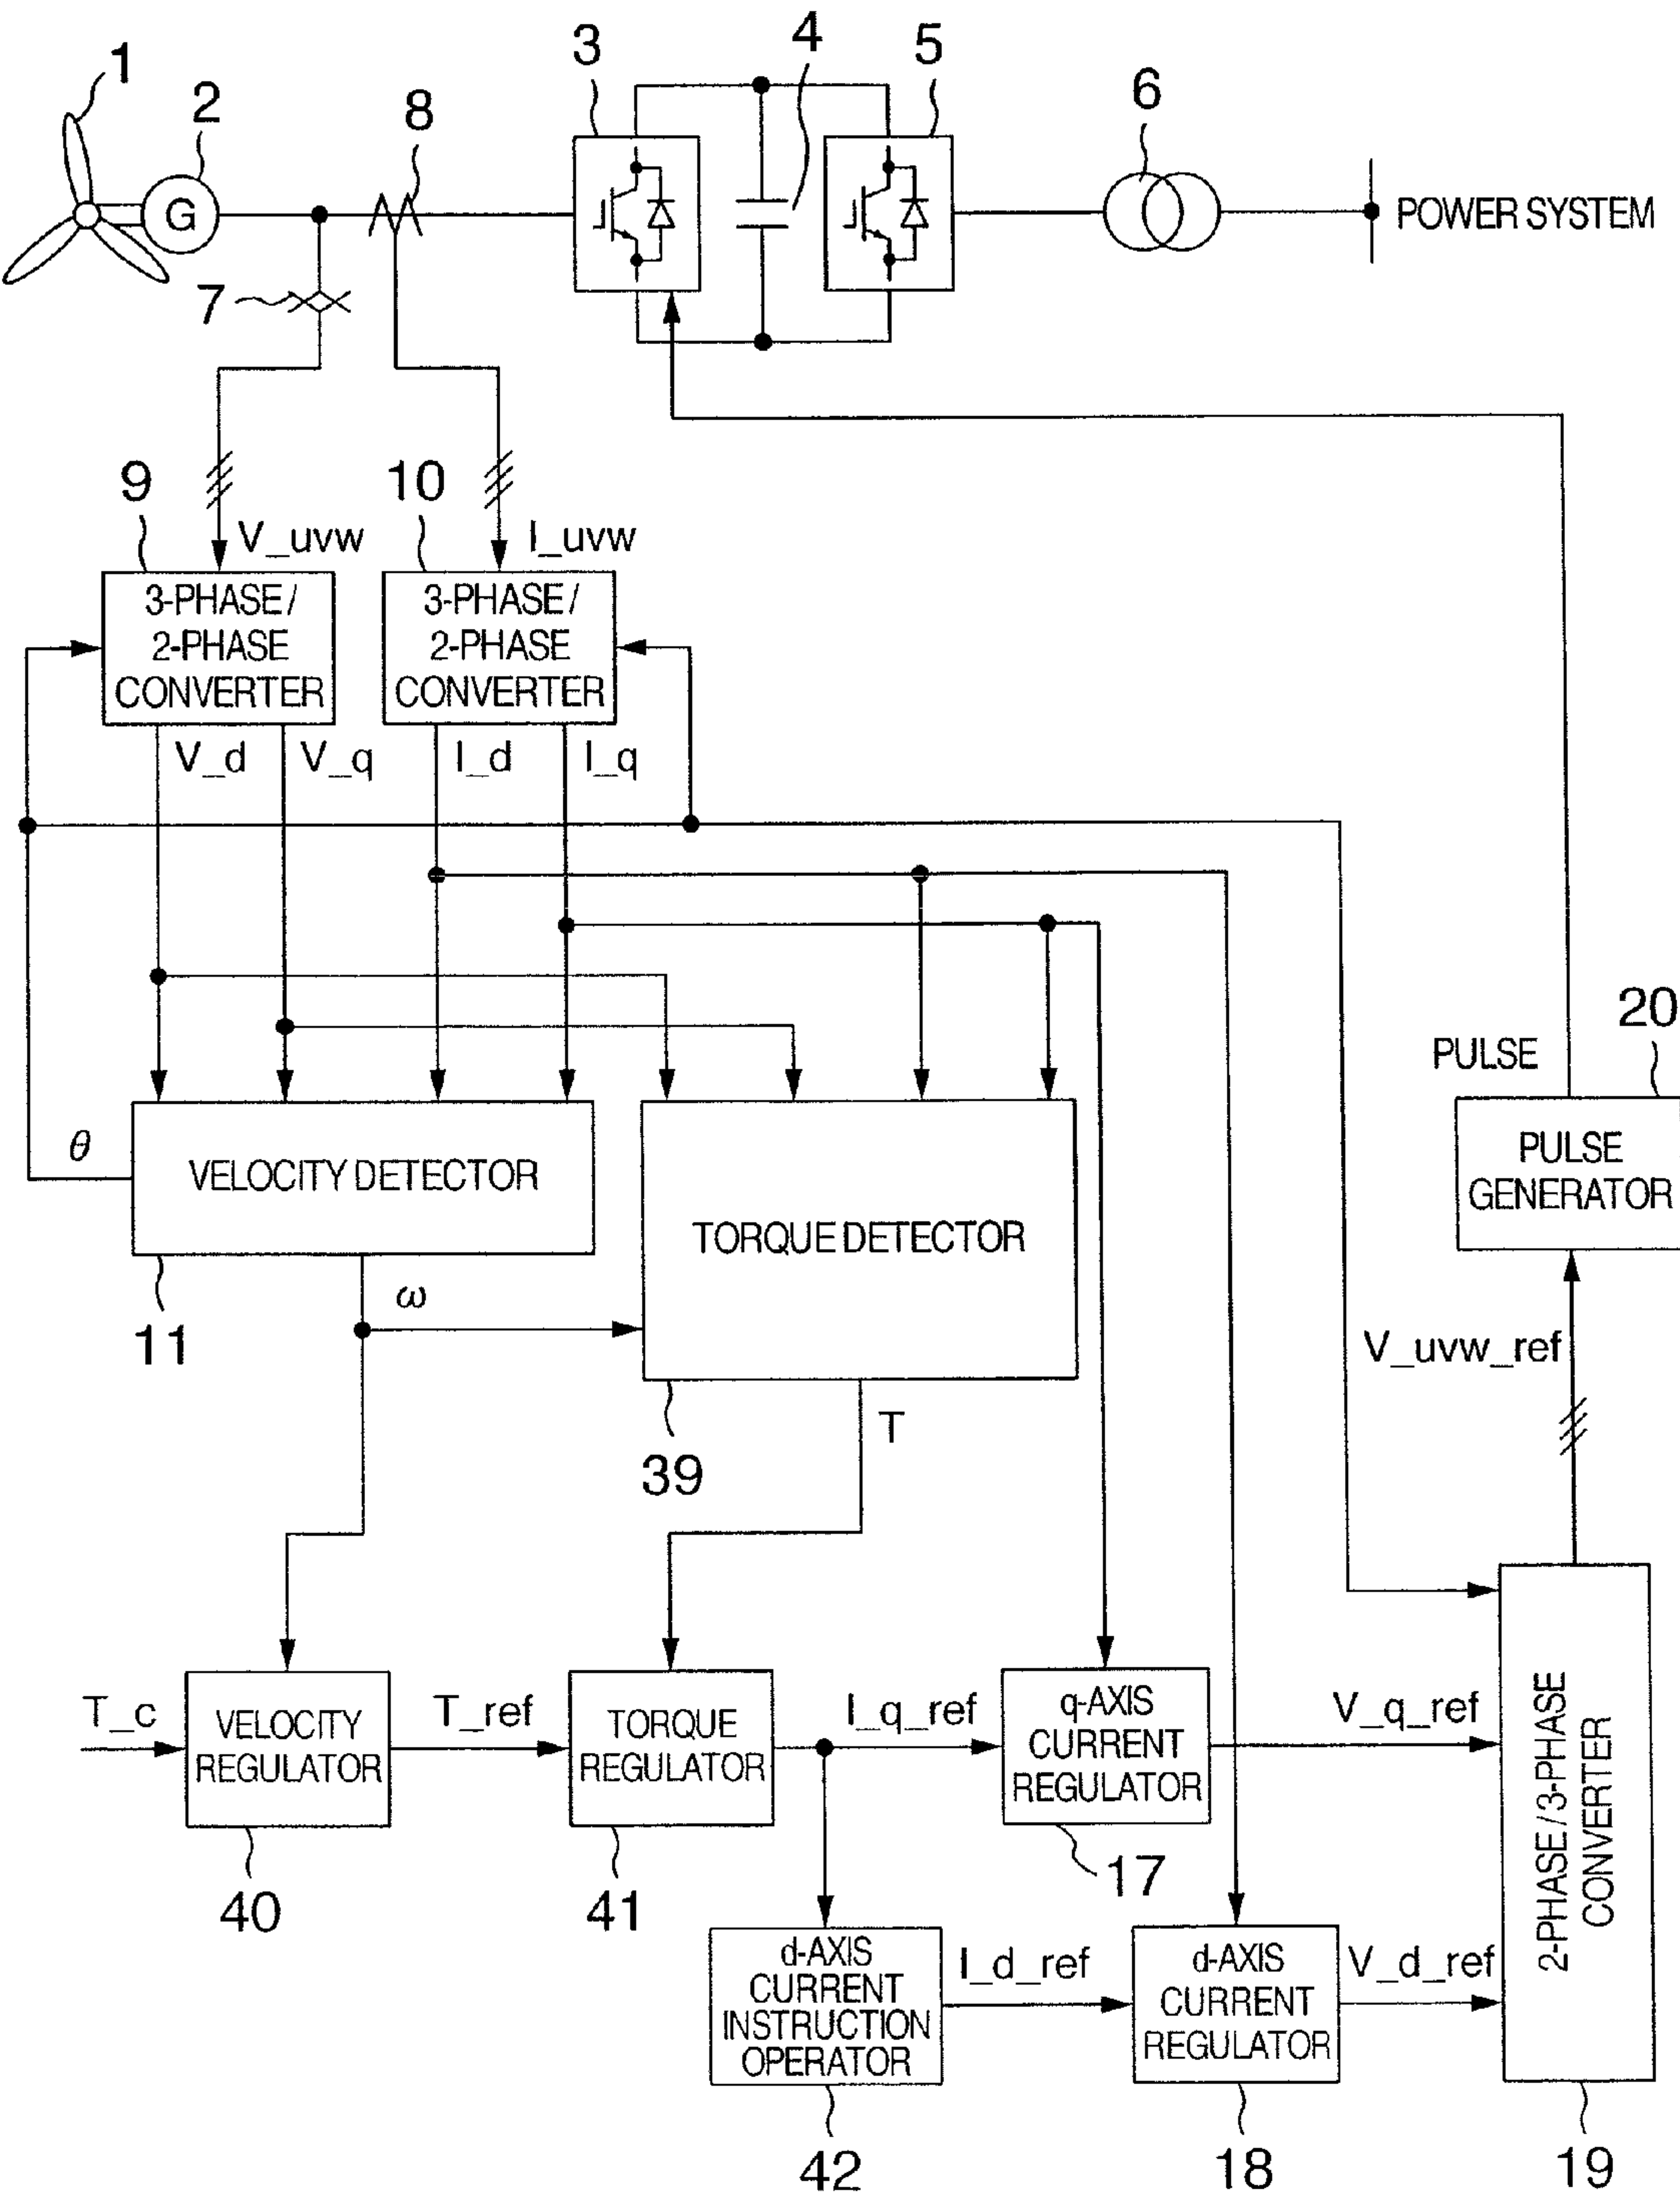 1
2
8
3
4
5
6
G
POWER SYSTEM
7
9
10
V_uvw
I_uvw
3-PHASE/
2-PHASE
CONVERTER
3-PHASE/
2-PHASE
CONVERTER
V_d
V_q
I_d
I_q
20
PULSE
θ
VELOCITY DETECTOR
TORQUE DETECTOR
PULSE
GENERATOR
11
ω
V_uvw_ref
39
T
T_c
VELOCITY
REGULATOR
T_ref
TORQUE
REGULATOR
I_q_ref
q-AXIS
CURRENT
REGULATOR
V_q_ref
2-PHASE/3-PHASE
CONVERTER
40
41
17
d-AXIS
CURRENT
INSTRUCTION
OPERATOR
I_d_ref
d-AXIS
CURRENT
REGULATOR
V_d_ref
42
18
19